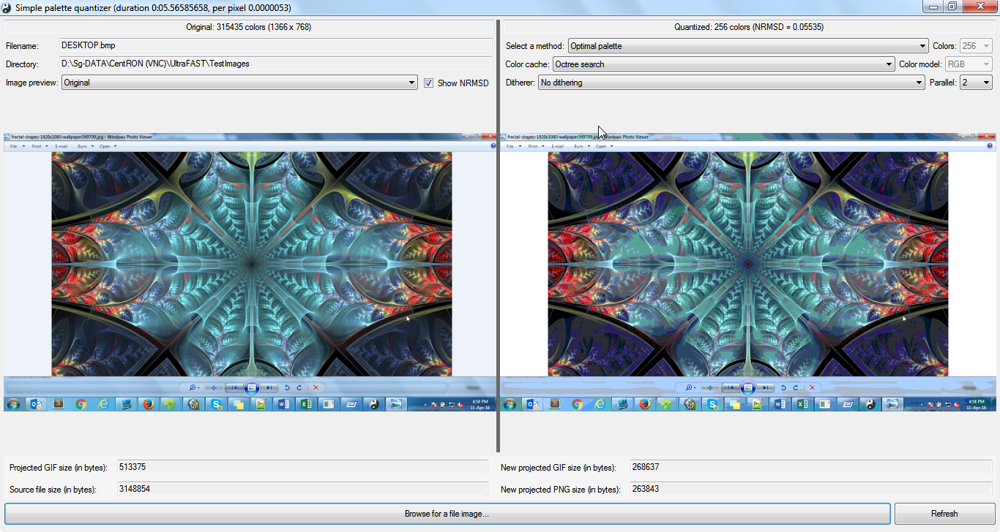 Simple palette quantizer (duration 0:05.56585658, per pixel 0.0000053)
Original: 315435 colors (1366 x 768)
Filename: DESKTOP.bmp
Directory: D:\Sg-DATA\CentRON (VNC)\UltraFAST\TestImages
Image preview: Original Show NRMSD
Quantized: 256 colors (NRMSD = 0.05535)
Select a method: Optimal palette Colors: 256
Color cache: Octree search Color model: RGB
Ditherer: No dithering Parallel: 2
fractal-shapes-1920x1080-wallpaper349709.jpg - Windows Photo Viewer
File Print E-mail Burn Open
4:54 PM
11-Apr-16
fractal-shapes-1920x1080-wallpaper349709.jpg Windows Photo Viewer
File Print E-mail Burn Open
4:54 PM
11-Apr-16
Projected GIF size (in bytes): 513375
Source file size (in bytes): 3148854
New projected GIF size (in bytes): 268637
New projected PNG size (in bytes): 263843
Browse for a file image... Refresh